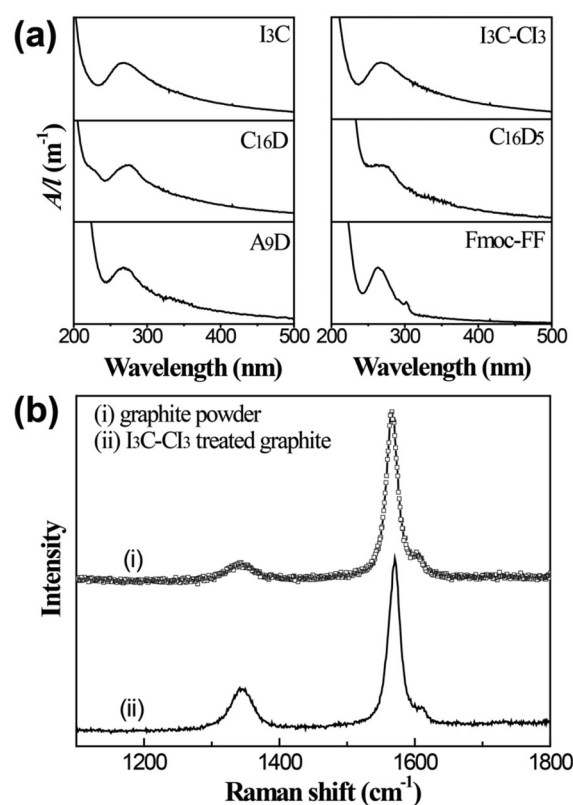 (a)
I3C
I3C-CI3
C16D
C16D5
A9D
Fmoc-FF
A/l (m⁻¹)
200 300 400 500 200 300 400 500
Wavelength (nm) Wavelength (nm)
(b)
(i) graphite powder
(ii) I3C-CI3 treated graphite
(i)
(ii)
Intensity
1200 1400 1600 1800
Raman shift (cm⁻¹)